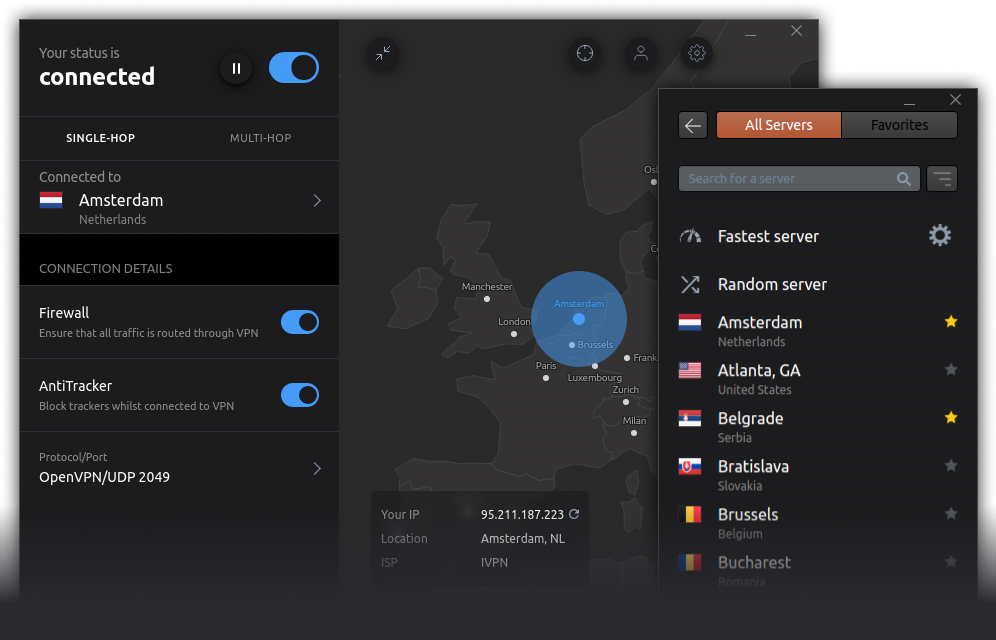 Your status is
connected
SINGLE-HOP
MULTI-HOP
Connected to
Amsterdam
Netherlands
CONNECTION DETAILS
Firewall
Ensure that all traffic is routed through VPN
AntiTracker
Block trackers whilst connected to VPN
Protocol/Port
OpenVPN/UDP 2049
Manchester
London
Amsterdam
Brussels
Paris
Luxembourg
Frank
Zurich
Milan
Your IP
95.211.187.223
Location
Amsterdam, NL
ISP
IVPN
All Servers
Favorites
Search for a server
Fastest server
Random server
Amsterdam
Netherlands
Atlanta, GA
United States
Belgrade
Serbia
Bratislava
Slovakia
Brussels
Belgium
Bucharest
Romania